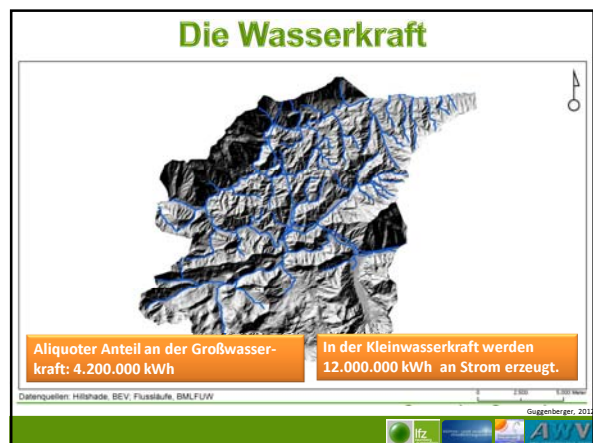 Die Wasserkraft
Aliquoter Anteil an der Großwasser-
kraft: 4.200.000 kWh
In der Kleinwasserkraft werden
12.000.000 kWh an Strom erzeugt.
Datenquellen: Hillshade, BEV; Flussläufe, BMLFUW
0 2.500 5.000 Meter
Guggenberger, 2012
lfz
AWV